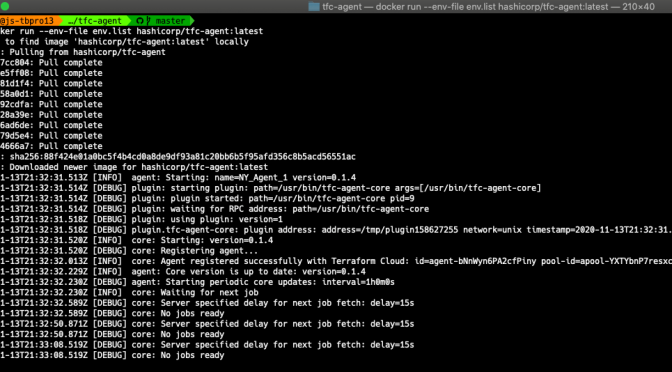 tfc-agent — docker run --env-file env.list hashicorp/tfc-agent:latest — 210×40
@js-tbpro13 …/tfc-agent master
ker run --env-file env.list hashicorp/tfc-agent:latest
to find image 'hashicorp/tfc-agent:latest' locally
: Pulling from hashicorp/tfc-agent
7cc804: Pull complete
e5ff08: Pull complete
81d1f4: Pull complete
58a0d1: Pull complete
92cdfa: Pull complete
28a39e: Pull complete
6ad6de: Pull complete
79d5e4: Pull complete
4666a7: Pull complete
: sha256:88f424e01a0bc5f4b4cd0a8de9df93a81c20bb6b5f95afd356c8b5acd56551ac
: Downloaded newer image for hashicorp/tfc-agent:latest
1-13T21:32:31.513Z [INFO]  agent: Starting: name=NY_Agent_1 version=0.1.4
1-13T21:32:31.514Z [DEBUG] plugin: starting plugin: path=/usr/bin/tfc-agent-core args=[/usr/bin/tfc-agent-core]
1-13T21:32:31.514Z [DEBUG] plugin: plugin started: path=/usr/bin/tfc-agent-core pid=9
1-13T21:32:31.514Z [DEBUG] plugin: waiting for RPC address: path=/usr/bin/tfc-agent-core
1-13T21:32:31.518Z [DEBUG] plugin: using plugin: version=1
1-13T21:32:31.518Z [DEBUG] plugin.tfc-agent-core: plugin address: address=/tmp/plugin158627255 network=unix timestamp=2020-11-13T21:32:31.
1-13T21:32:31.520Z [INFO]  core: Starting: version=0.1.4
1-13T21:32:31.520Z [DEBUG] core: Registering agent...
1-13T21:32:32.013Z [INFO]  core: Agent registered successfully with Terraform Cloud: id=agent-bNnWyn6PA2cfPiny pool-id=apool-YXTYbnP7resxc
1-13T21:32:32.229Z [INFO]  agent: Core version is up to date: version=0.1.4
1-13T21:32:32.230Z [DEBUG] agent: Starting periodic core updates: interval=1h0m0s
1-13T21:32:32.230Z [INFO]  core: Waiting for next job
1-13T21:32:32.589Z [DEBUG] core: Server specified delay for next job fetch: delay=15s
1-13T21:32:32.589Z [DEBUG] core: No jobs ready
1-13T21:32:50.871Z [DEBUG] core: Server specified delay for next job fetch: delay=15s
1-13T21:32:50.871Z [DEBUG] core: No jobs ready
1-13T21:33:08.519Z [DEBUG] core: Server specified delay for next job fetch: delay=15s
1-13T21:33:08.519Z [DEBUG] core: No jobs ready